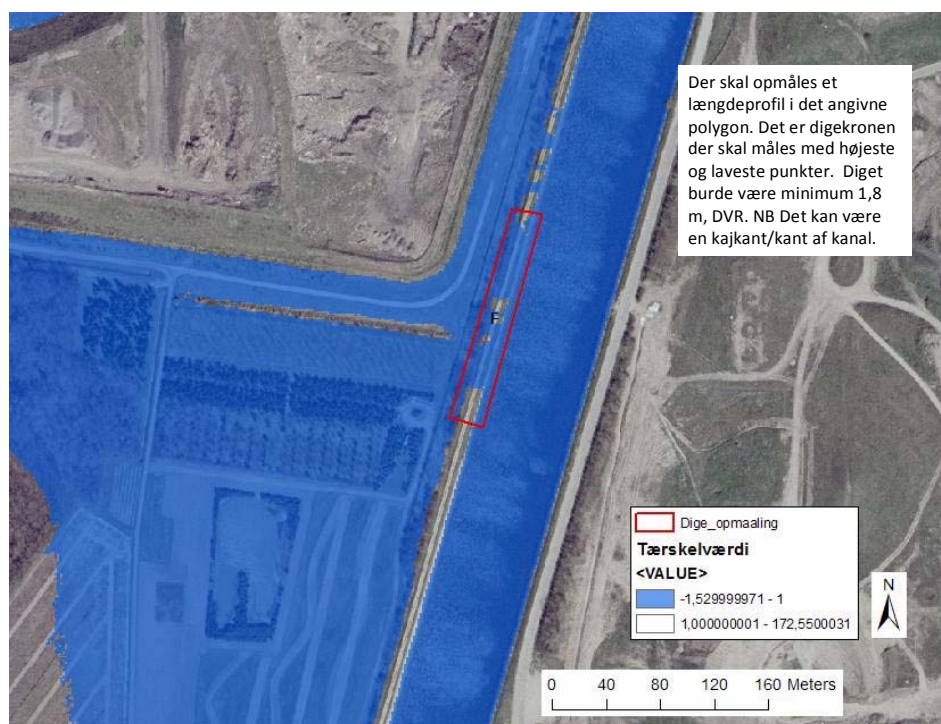 Der skal opmåles et
længdeprofil i det angivne
polygon. Det er digekronen
der skal måles med højeste
og laveste punkter. Diget
burde være minimum 1,8
m, DVR. NB Det kan være
en kajkant/kant af kanal.
F
Dige_opmaaling
Tærskelværdi
<VALUE>
-1,529999971 - 1
1,000000001 - 172,5500031
N
0 40 80 120 160 Meters